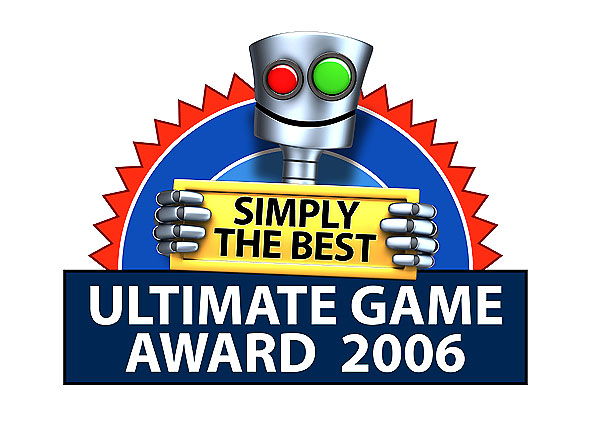 SIMPLY
THE BEST
ULTIMATE GAME
AWARD 2006